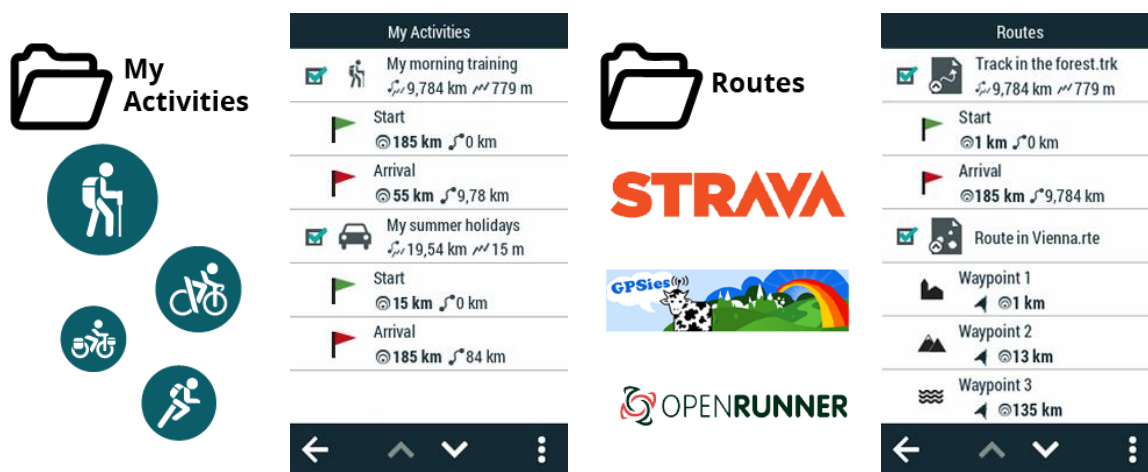 My
Activities
My Activities
My morning training
9,784 km 779 m
Start
185 km 0 km
Arrival
55 km 9,78 km
My summer holidays
19,54 km 15 m
Start
15 km 0 km
Arrival
185 km 84 km
Routes
STRAVA
GPSies
OPENRUNNER
Routes
Track in the forest.trk
9,784 km 779 m
Start
1 km 0 km
Arrival
185 km 9,784 km
Route in Vienna.rte
Waypoint 1
1 km
Waypoint 2
13 km
Waypoint 3
135 km